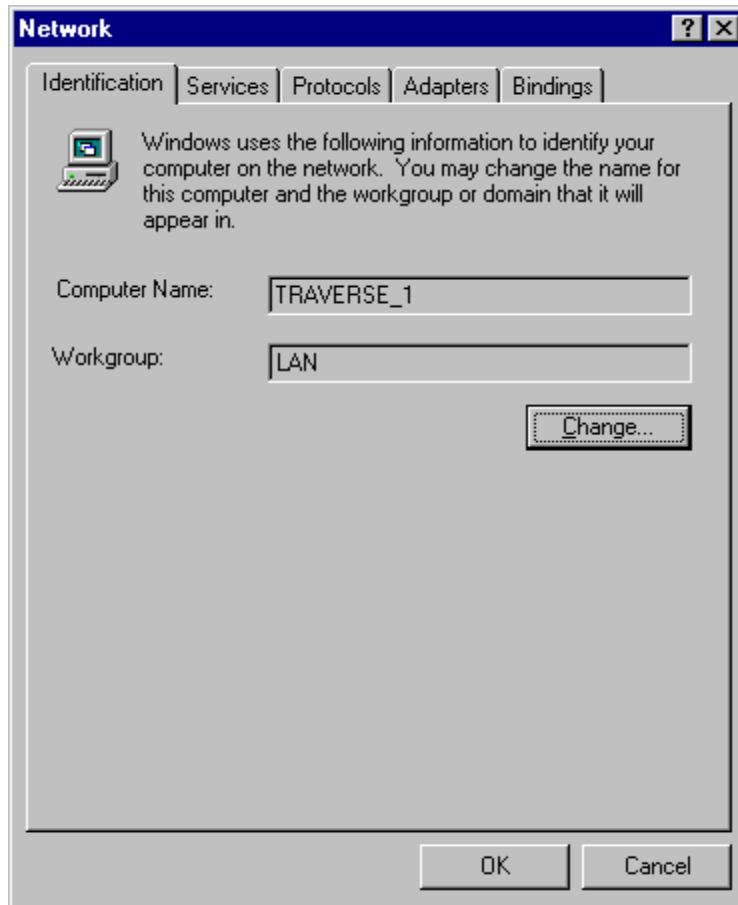 Network
Identification Services Protocols Adapters Bindings
Windows uses the following information to identify your
computer on the network.  You may change the name for
this computer and the workgroup or domain that it will
appear in.
Computer Name: TRAVERSE_1
Workgroup: LAN
Change...
OK Cancel